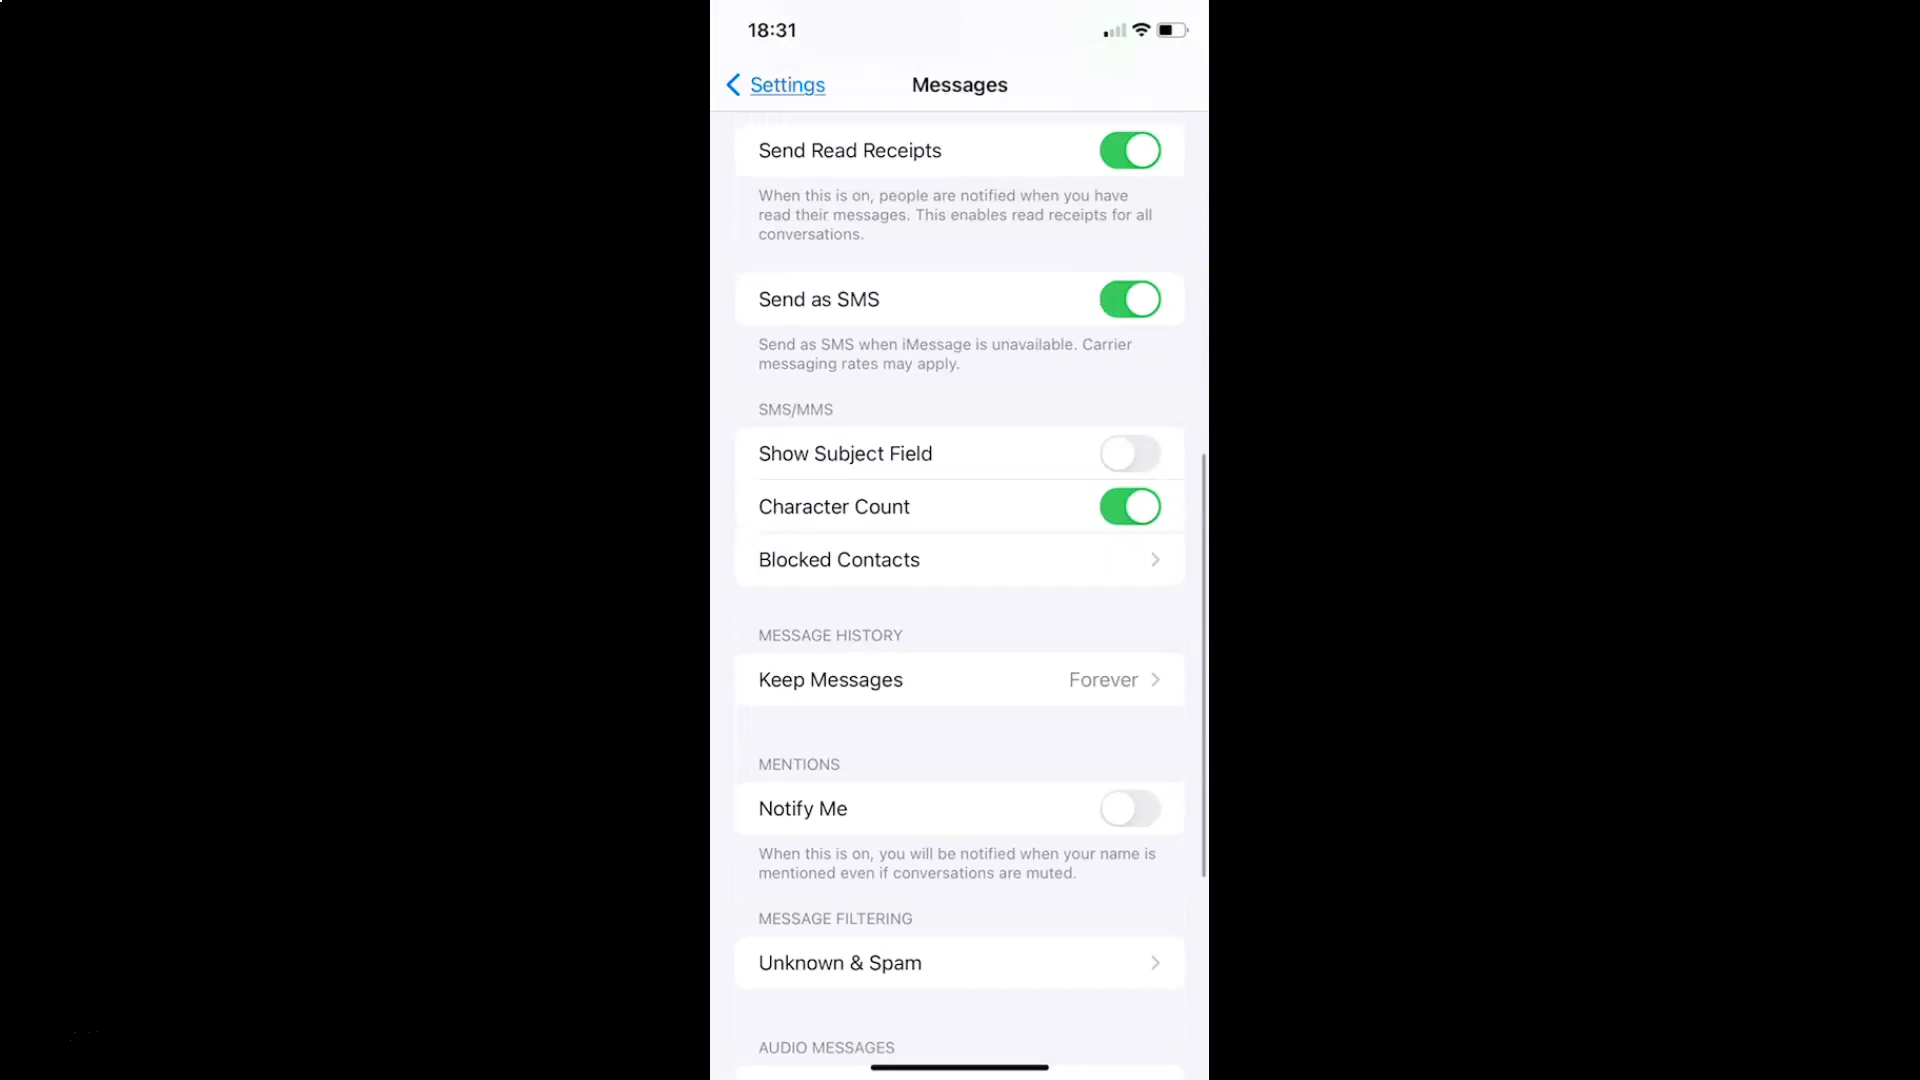 18:31
Settings
Messages
Send Read Receipts
When this is on, people are notified when you have
read their messages. This enables read receipts for all
conversations.
Send as SMS
Send as SMS when iMessage is unavailable. Carrier
messaging rates may apply.
SMS/MMS
Show Subject Field
Character Count
Blocked Contacts
MESSAGE HISTORY
Keep Messages Forever
MENTIONS
Notify Me
When this is on, you will be notified when your name is
mentioned even if conversations are muted.
MESSAGE FILTERING
Unknown & Spam
AUDIO MESSAGES